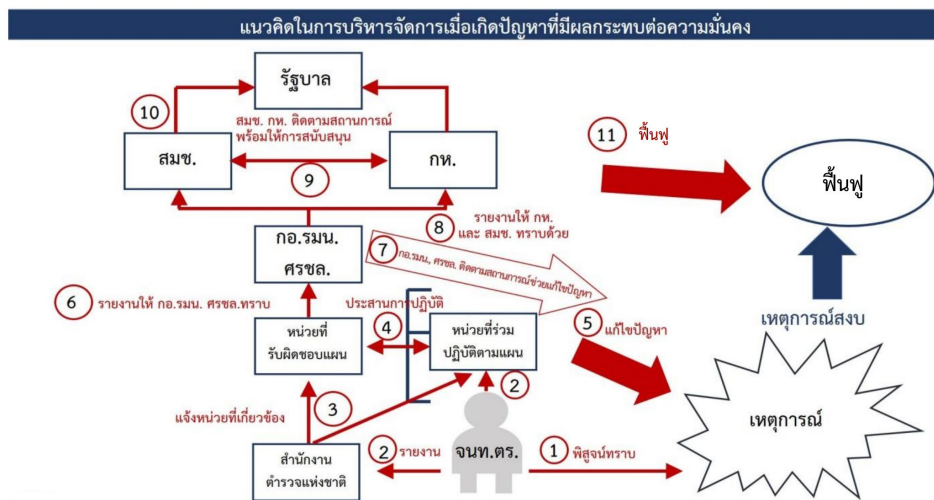 แนวคิดในการบริหารจัดการเมื่อเกิดปัญหาที่มีผลกระทบต่อความมั่นคง
รัฐบาล
10
สมช. กห. ติดตามสถานการณ์
พร้อมให้การสนับสนุน
สมช.
กห.
9
11
ฟื้นฟู
ฟื้นฟู
กอ.รมน.
ศรชล.
8
รายงานให้ กห.
และ สมช. ทราบด้วย
7
กอ.รมน., ศรชล. ติดตามสถานการณ์ช่วยแก้ไขปัญหา
6
รายงานให้ กอ.รมน. ศรชล.ทราบ
ประสานการปฏิบัติ
4
หน่วยที่
รับผิดชอบแผน
หน่วยที่ร่วม
ปฏิบัติตามแผน
5
แก้ไขปัญหา
เหตุการณ์สงบ
เหตุการณ์
แจ้งหน่วยที่เกี่ยวข้อง
3
2
สำนักงาน
ตำรวจแห่งชาติ
2
รายงาน
จนท.ตร.
1
พิสูจน์ทราบ